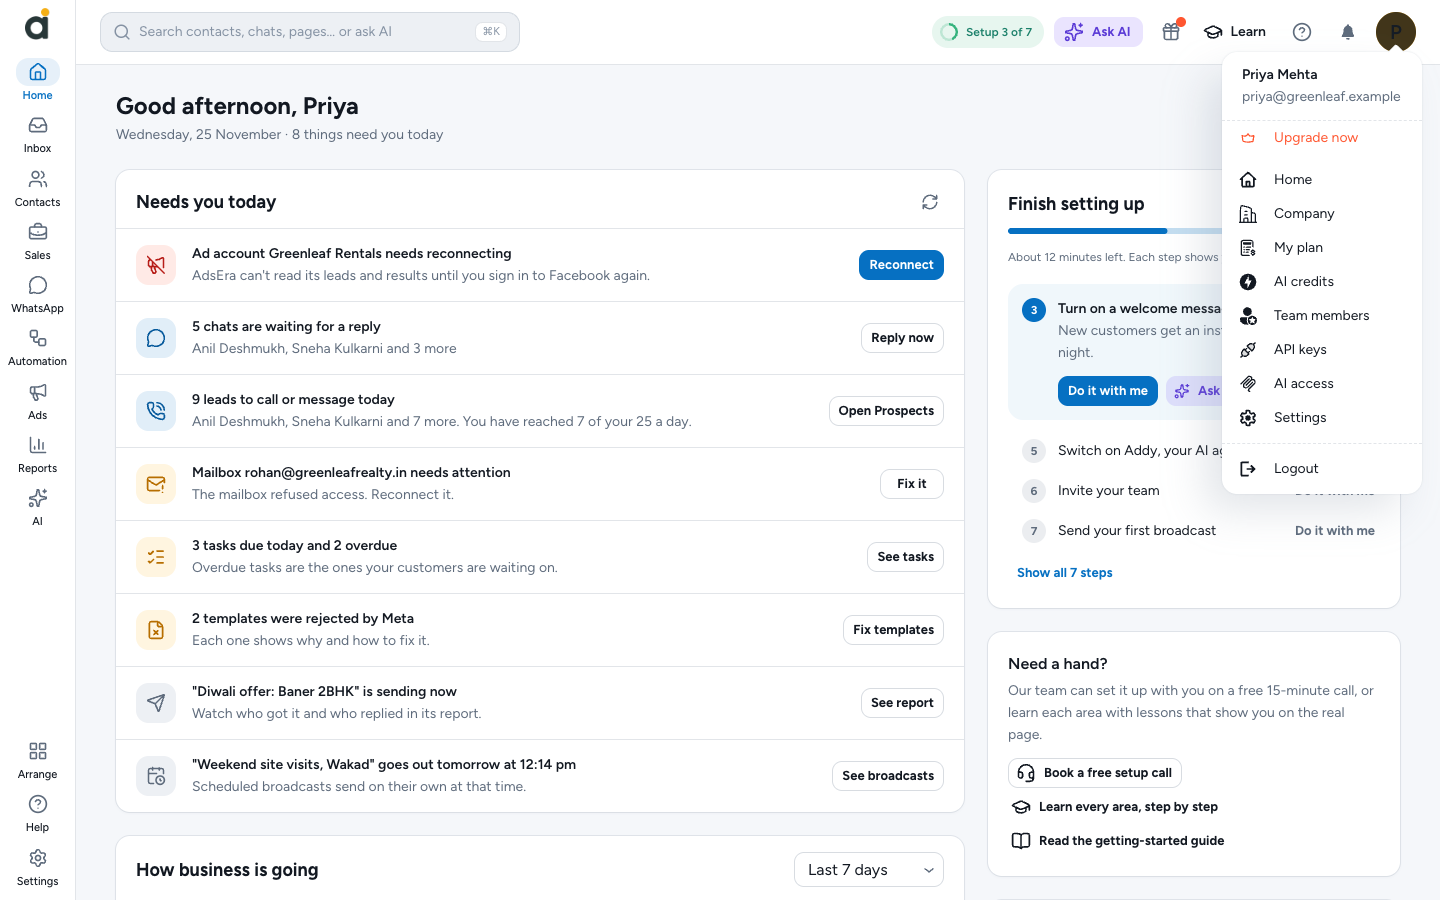 Search contacts, chats, pages... or ask AI
⌘K
Setup 3 of 7
Ask AI
Learn
P
Home
Inbox
Contacts
Sales
WhatsApp
Automation
Ads
Reports
AI
Arrange
Help
Settings
Good afternoon, Priya
Wednesday, 25 November · 8 things need you today
Needs you today
Ad account Greenleaf Rentals needs reconnecting
AdsEra can't read its leads and results until you sign in to Facebook again.
Reconnect
5 chats are waiting for a reply
Anil Deshmukh, Sneha Kulkarni and 3 more
Reply now
9 leads to call or message today
Anil Deshmukh, Sneha Kulkarni and 7 more. You have reached 7 of your 25 a day.
Open Prospects
Mailbox rohan@greenleafrealty.in needs attention
The mailbox refused access. Reconnect it.
Fix it
3 tasks due today and 2 overdue
Overdue tasks are the ones your customers are waiting on.
See tasks
2 templates were rejected by Meta
Each one shows why and how to fix it.
Fix templates
"Diwali offer: Baner 2BHK" is sending now
Watch who got it and who replied in its report.
See report
"Weekend site visits, Wakad" goes out tomorrow at 12:14 pm
Scheduled broadcasts send on their own at that time.
See broadcasts
How business is going
Last 7 days
Finish setting up
About 12 minutes left. Each step shows
3
Turn on a welcome messa
New customers get an ins
night.
Do it with me
Ask
5
Switch on Addy, your AI ag
6
Invite your team
7
Send your first broadcast
Do it with me
Show all 7 steps
Need a hand?
Our team can set it up with you on a free 15-minute call, or
learn each area with lessons that show you on the real
page.
Book a free setup call
Learn every area, step by step
Read the getting-started guide
Priya Mehta
priya@greenleaf.example
Upgrade now
Home
Company
My plan
AI credits
Team members
API keys
AI access
Settings
Logout